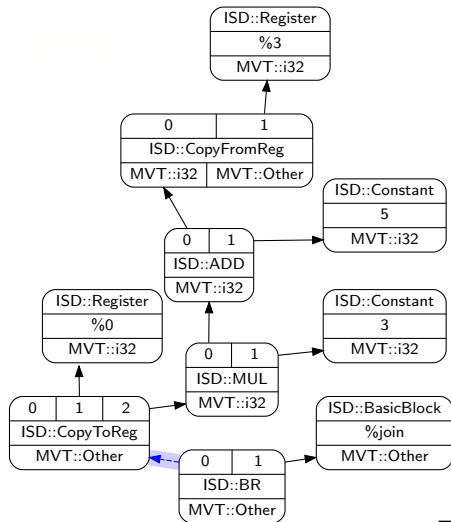 ISD::Register
%3
MVT::i32
0 1
ISD::CopyFromReg
MVT::i32 MVT::Other
ISD::Constant
5
MVT::i32
0 1
ISD::ADD
MVT::i32
ISD::Register
%0
MVT::i32
ISD::Constant
3
MVT::i32
0 1
ISD::MUL
MVT::i32
0 1 2
ISD::CopyToReg
MVT::Other
ISD::BasicBlock
%join
MVT::Other
0 1
ISD::BR
MVT::Other